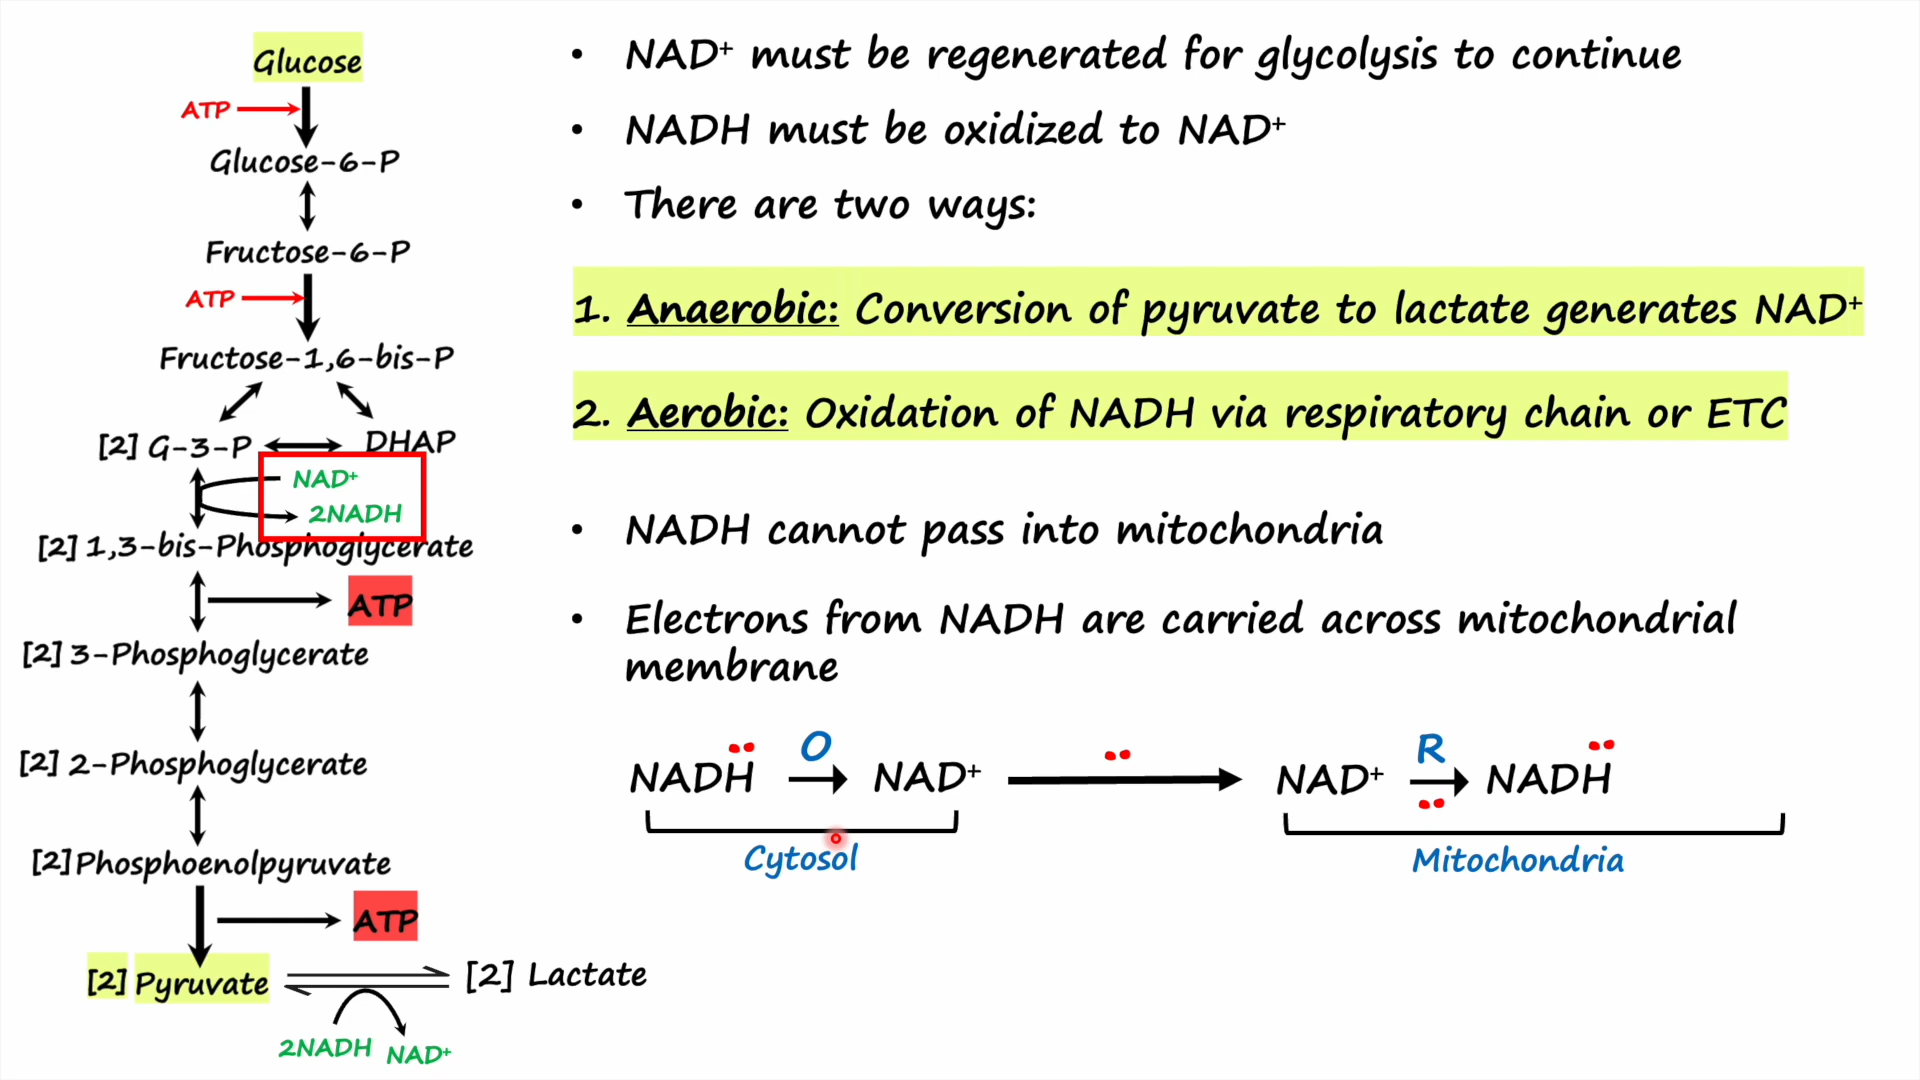 Glucose
ATP
Glucose-6-P
Fructose-6-P
ATP
Fructose-1,6-bis-P
[2] G-3-P
DHAP
NAD+
2NADH
[2] 1,3-bis-Phosphoglycerate
ATP
[2] 3-Phosphoglycerate
[2] 2-Phosphoglycerate
[2] Phosphoenolpyruvate
ATP
[2] Pyruvate
[2] Lactate
2NADH NAD+
• NAD+ must be regenerated for glycolysis to continue
• NADH must be oxidized to NAD+
• There are two ways:
1. Anaerobic: Conversion of pyruvate to lactate generates NAD+
2. Aerobic: Oxidation of NADH via respiratory chain or ETC
• NADH cannot pass into mitochondria
• Electrons from NADH are carried across mitochondrial
membrane
O
R
NADH NAD+ NAD+ NADH
Cytosol
Mitochondria